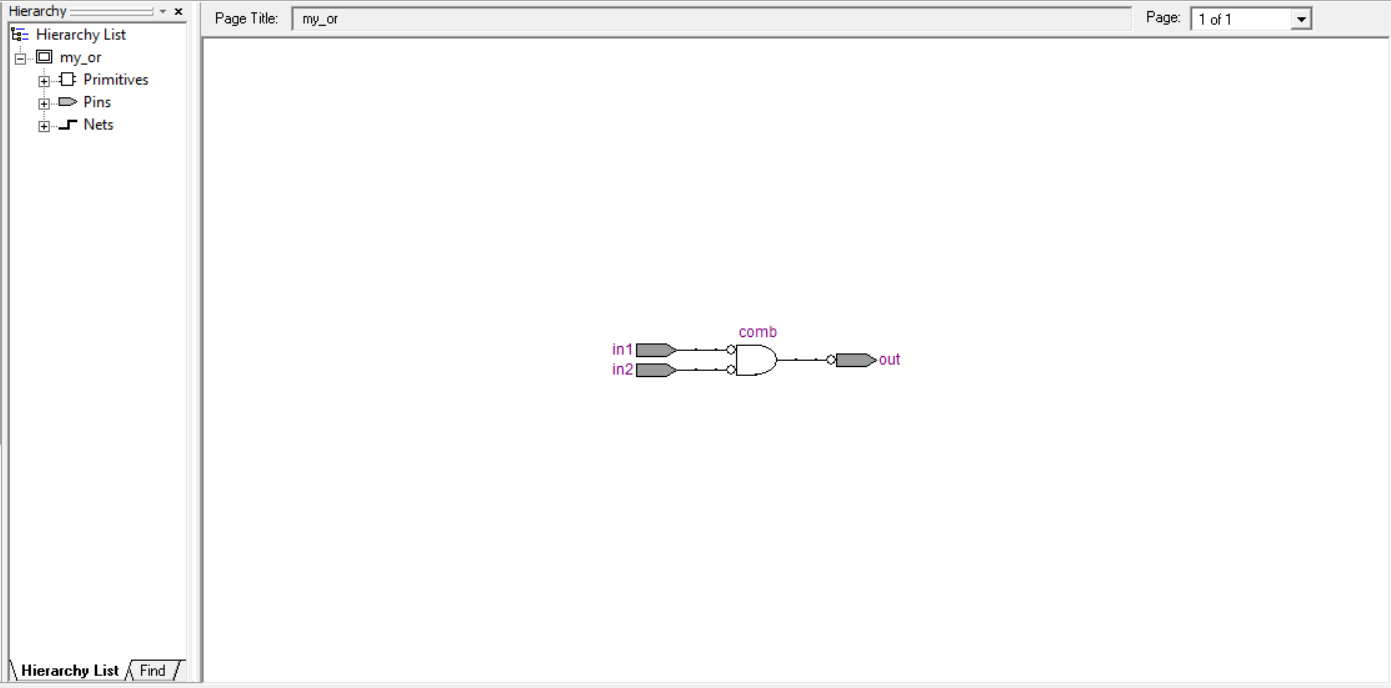 Hierarchy
Page Title: my_or Page: 1 of 1
Hierarchy List
my_or
Primitives
Pins
Nets
comb
in1
in2
out
Hierarchy List Find